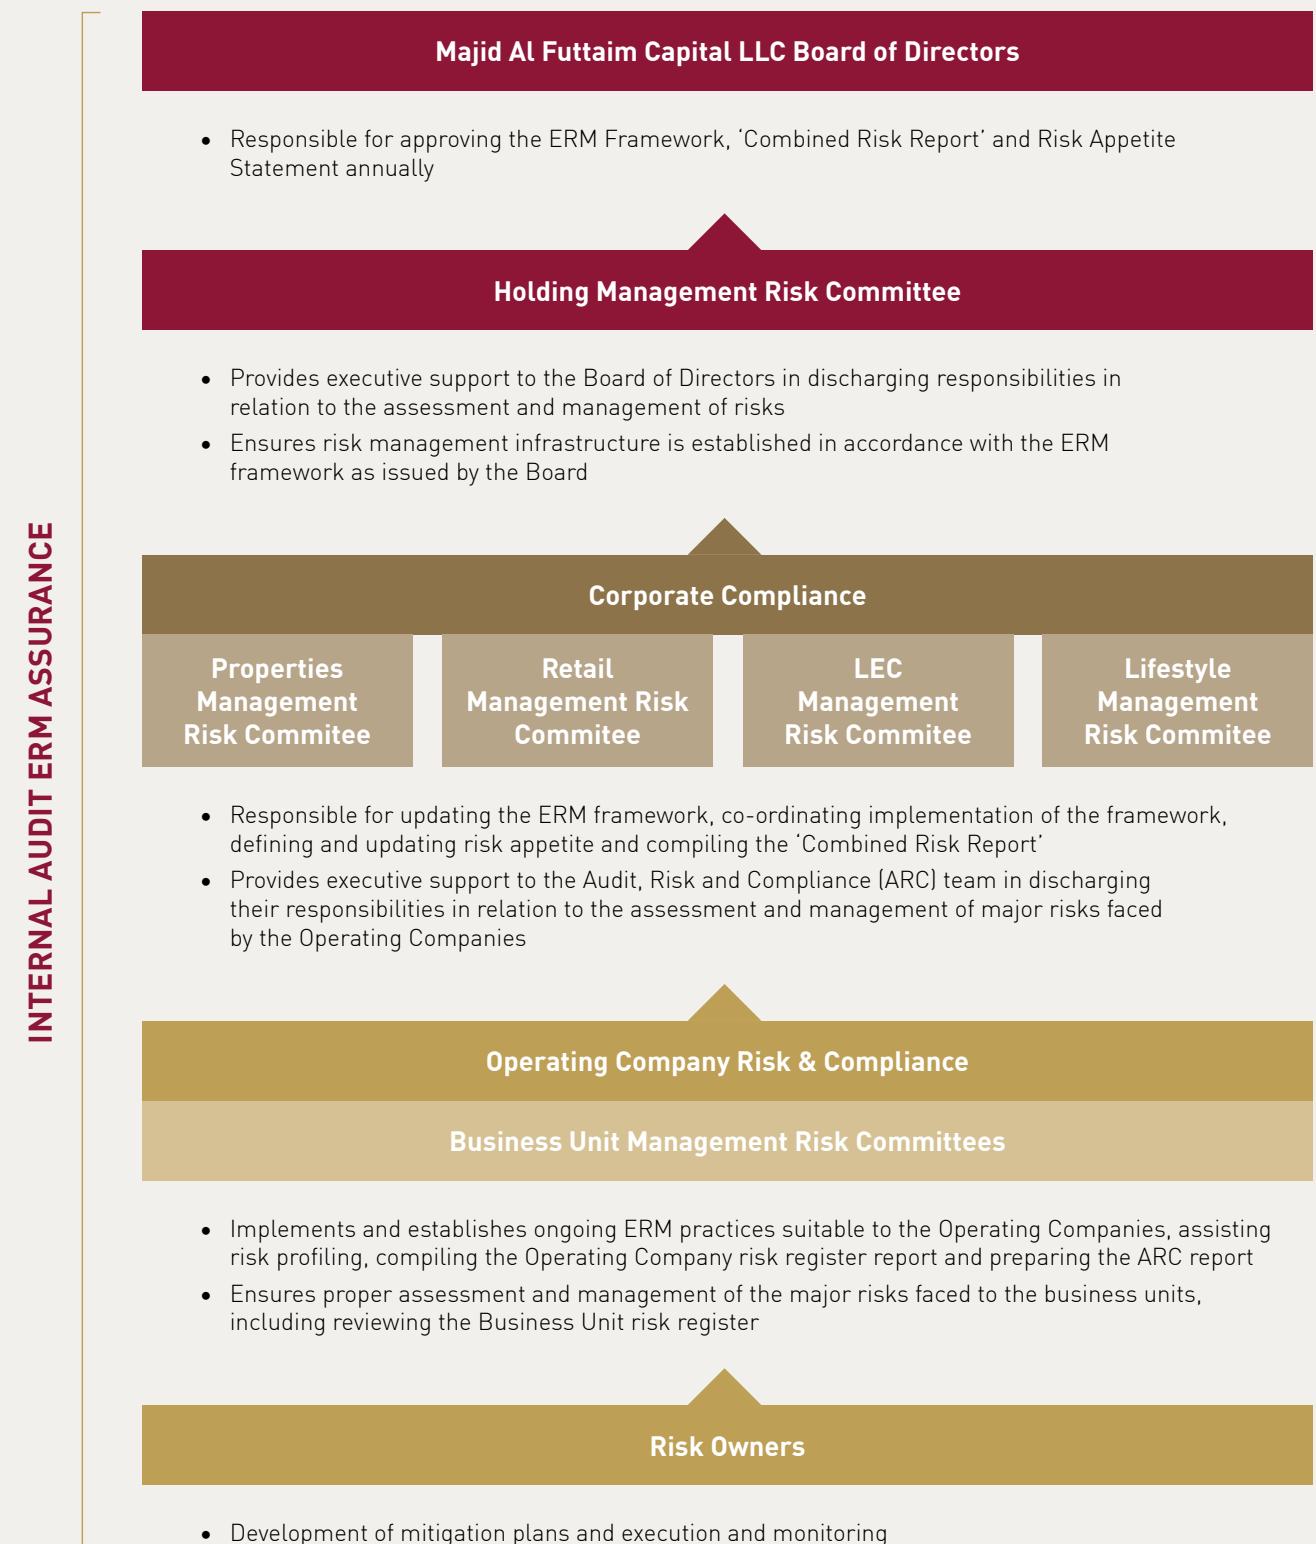 INTERNAL AUDIT ERM ASSURANCE
Majid Al Futtaim Capital LLC Board of Directors
• Responsible for approving the ERM Framework, ‘Combined Risk Report’ and Risk Appetite
Statement annually
Holding Management Risk Committee
• Provides executive support to the Board of Directors in discharging responsibilities in
relation to the assessment and management of risks
• Ensures risk management infrastructure is established in accordance with the ERM
framework as issued by the Board
Corporate Compliance
Properties
Management
Risk Commitee
Retail
Management Risk
Commitee
LEC
Management
Risk Commitee
Lifestyle
Management
Risk Commitee
• Responsible for updating the ERM framework, co-ordinating implementation of the framework,
defining and updating risk appetite and compiling the ‘Combined Risk Report’
• Provides executive support to the Audit, Risk and Compliance (ARC) team in discharging
their responsibilities in relation to the assessment and management of major risks faced
by the Operating Companies
Operating Company Risk & Compliance
Business Unit Management Risk Committees
• Implements and establishes ongoing ERM practices suitable to the Operating Companies, assisting
risk profiling, compiling the Operating Company risk register report and preparing the ARC report
• Ensures proper assessment and management of the major risks faced to the business units,
including reviewing the Business Unit risk register
Risk Owners
• Development of mitigation plans and execution and monitoring